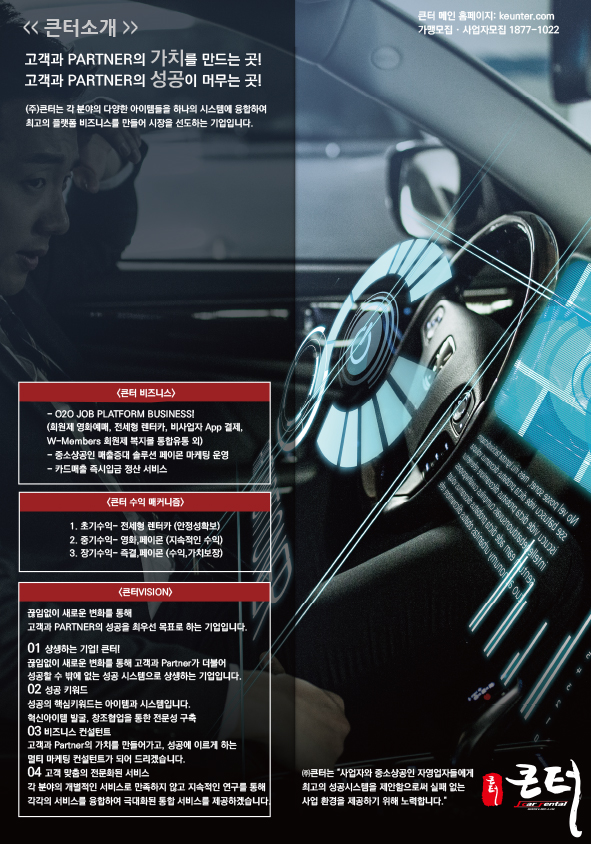 << 큰터소개 >>
큰터 메인 홈페이지: keunter.com
가맹모집 · 사업자모집 1877-1022
고객과 PARTNER의 가치를 만드는 곳!
고객과 PARTNER의 성공이 머무는 곳!
(주)큰터는 각 분야의 다양한 아이템들을 하나의 시스템에 융합하여
최고의 플랫폼 비즈니스를 만들어 시장을 선도하는 기업입니다.
<큰터 비즈니스>
- O2O JOB PLATFORM BUSINESS!
(회원제 영화예매, 전세형 렌터카, 비사업자 App 결제,
W-Members 회원제 복지몰 통합유통 외)
- 중소상공인 매출증대 솔루션 페이몬 마케팅 운영
- 카드매출 즉시입금 정산 서비스
<큰터 수익 매커니즘>
1. 초기수익- 전세형 렌터카 (안정성확보)
2. 중기수익- 영화,페이몬 (지속적인 수익)
3. 장기수익- 즉결,페이몬 (수익,가치보장)
<큰터VISION>
끊임없이 새로운 변화를 통해
고객과 PARTNER의 성공을 최우선 목표로 하는 기업입니다.
01 상생하는 기업! 큰터!
끊임없이 새로운 변화를 통해 고객과 Partner가 더불어
성공할 수 밖에 없는 성공 시스템으로 상생하는 기업입니다.
02 성공 키워드
성공의 핵심키워드는 아이템과 시스템입니다.
혁신아이템 발굴, 창조협업을 통한 전문성 구축
03 비즈니스 컨설턴트
고객과 Partner의 가치를 만들어가고, 성공에 이르게 하는
멀티 마케팅 컨설턴트가 되어 드리겠습니다.
04 고객 맞춤의 전문화된 서비스
각 분야의 개별적인 서비스로 만족하지 않고 지속적인 연구를 통해
각각의 서비스를 융합하여 극대화된 통합 서비스를 제공하겠습니다.
㈜큰터는 "사업자와 중소상공인 자영업자들에게
최고의 성공시스템을 제안함으로써 실패 없는
사업 환경을 제공하기 위해 노력합니다."
큰터
큰터
car rental